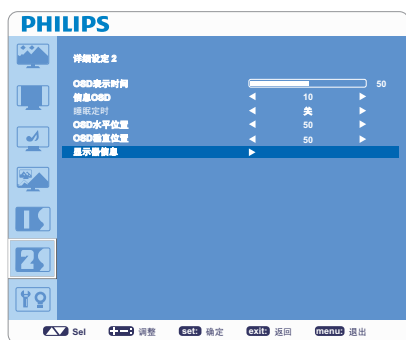 PHILIPS
详细设定 2
OSD表示时间 50
信息OSD 10
睡眠定时 关
OSD水平位置 50
OSD垂直位置 50
显示器信息
Sel 调整 set: 确定 exit: 返回 menu: 退出